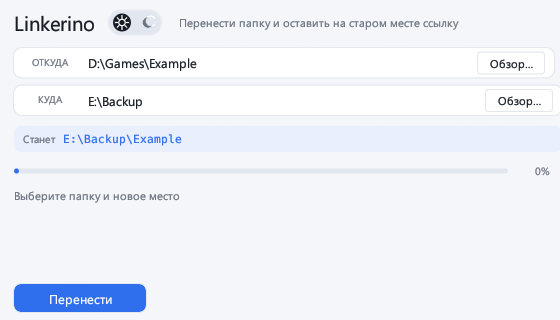 Linkerino Перенести папку и оставить на старом месте ссылку
ОТКУДА D:\Games\Example Обзор...
КУДА E:\Backup Обзор...
Станет E:\Backup\Example
0%
Выберите папку и новое место
Перенести